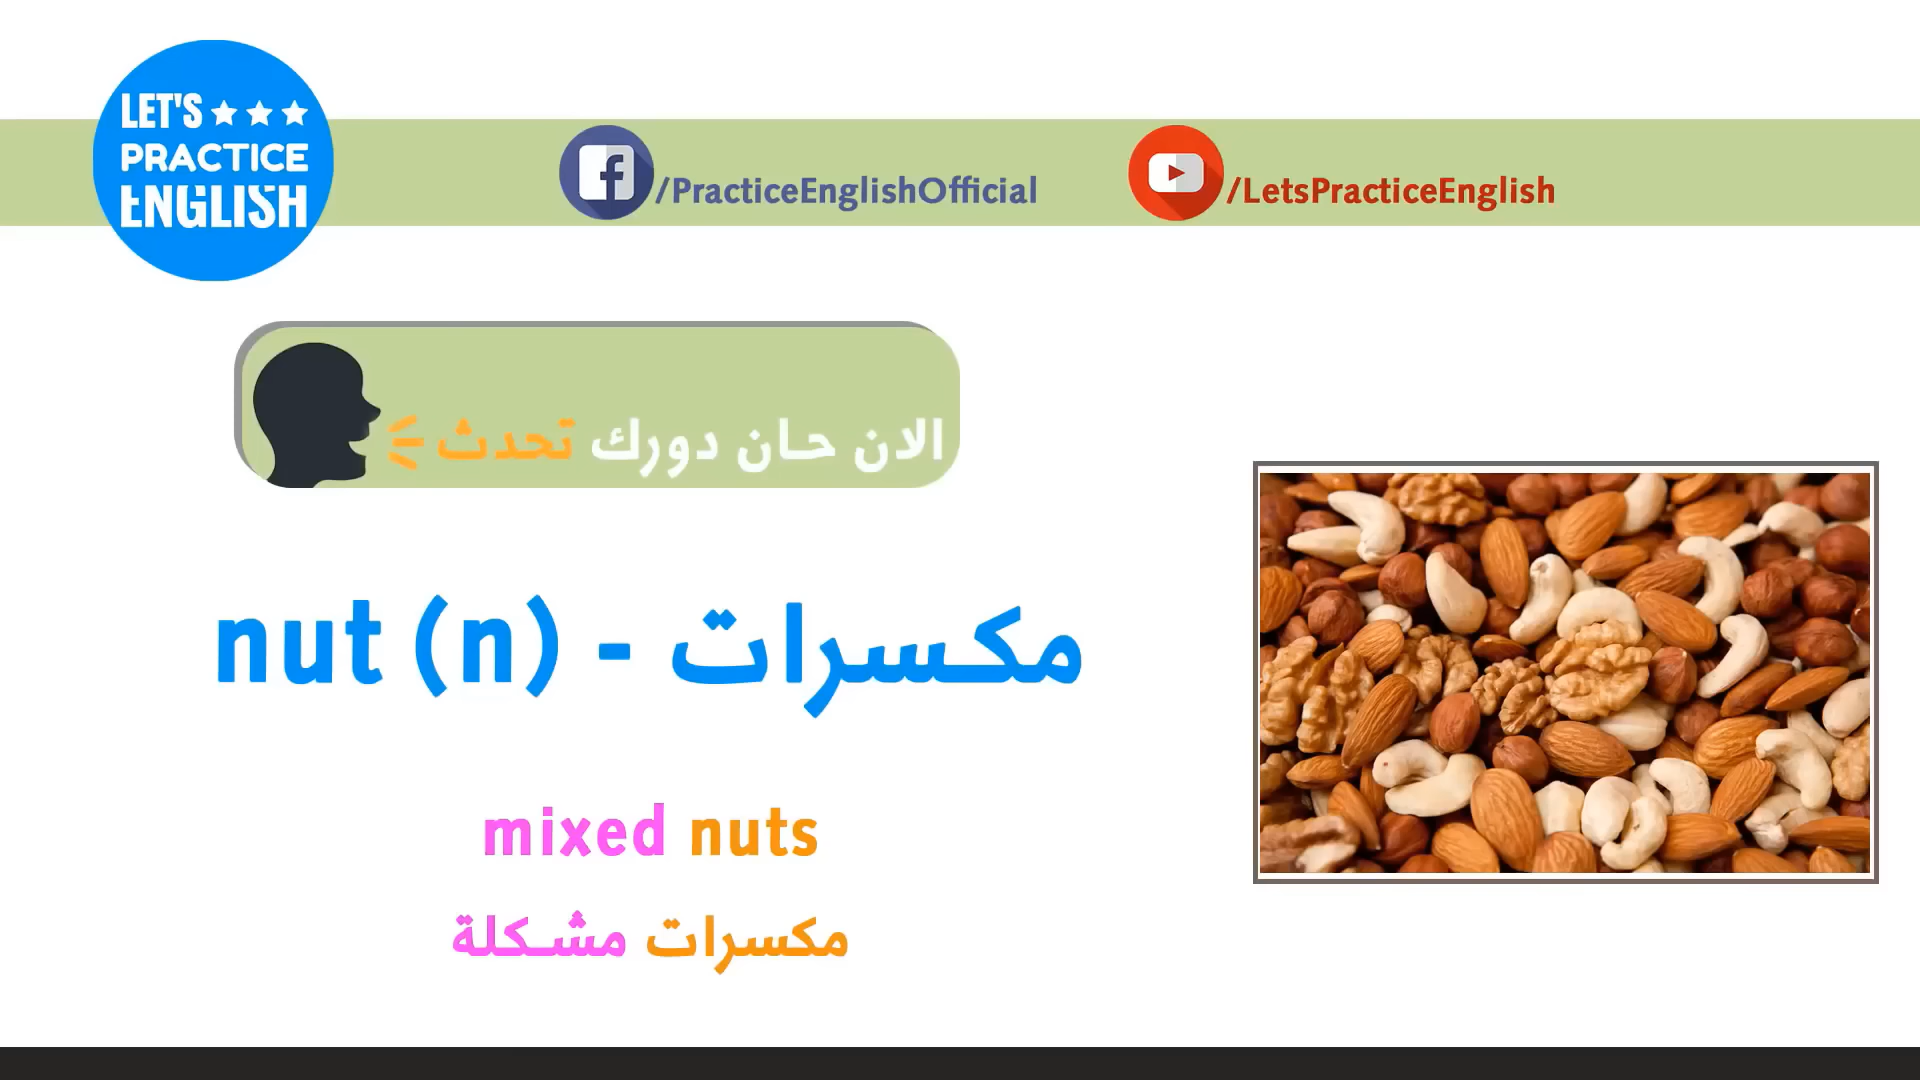 LET'S
PRACTICE
ENGLISH
/PracticeEnglishOfficial
/LetsPracticeEnglish
الان حان دورك تحدث
nut (n) - مكسرات
mixed nuts
مكسرات مشكلة